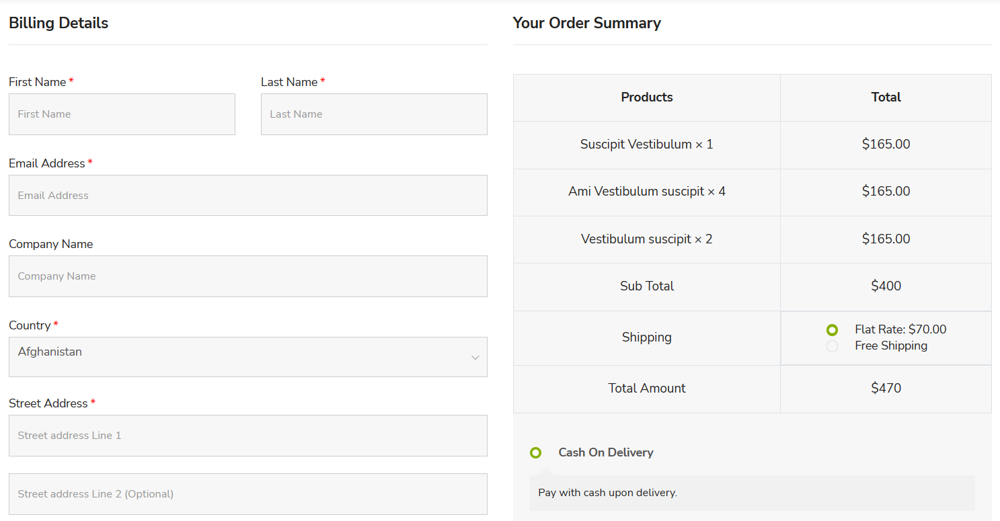 Billing Details
First Name *
Last Name *
First Name
Last Name
Email Address *
Email Address
Company Name
Company Name
Country *
Afghanistan
Street Address *
Street address Line 1
Street address Line 2 (Optional)
Your Order Summary
Products Total
Suscipit Vestibulum × 1 $165.00
Ami Vestibulum suscipit × 4 $165.00
Vestibulum suscipit × 2 $165.00
Sub Total $400
Shipping
Flat Rate: $70.00
Free Shipping
Total Amount $470
Cash On Delivery
Pay with cash upon delivery.